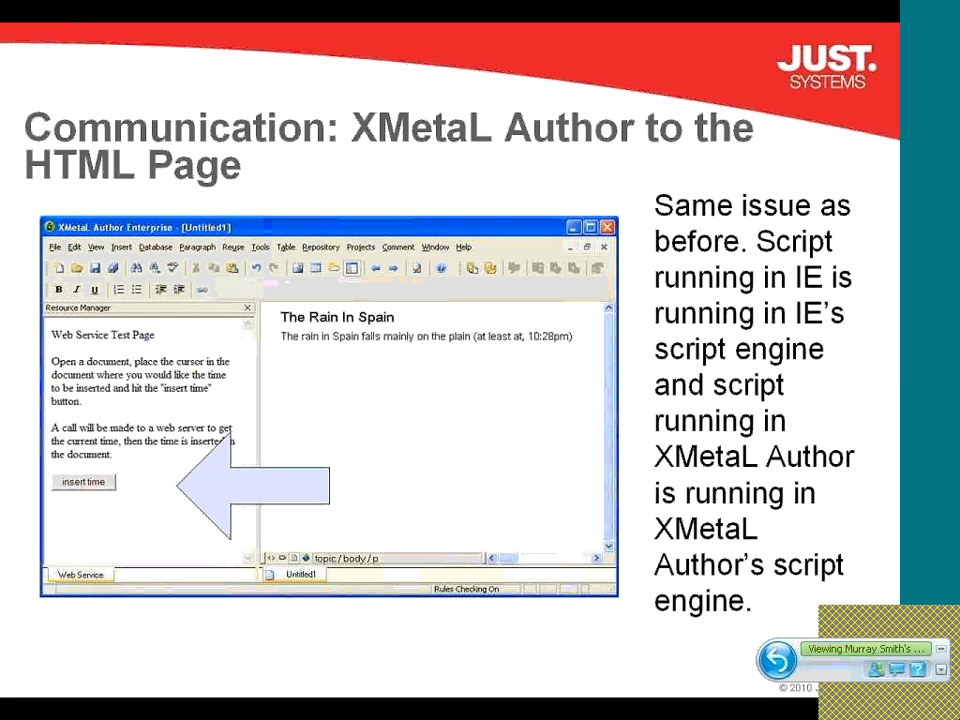 JUST.
SYSTEMS
Communication: XMetaL Author to the
HTML Page
Same issue as
before. Script
running in IE is
running in IE's
script engine
and script
running in
XMetaL Author
is running in
XMetaL
Author's script
engine.
XMetaL Author Enterprise - [Untitled1]
File Edit View Insert Database Paragraph Reuse Tools Table Repository Projects Comment Window Help
B I U
Resource Manager
Web Service Test Page
Open a document, place the cursor in the
document where you would like the time
to be inserted and hit the "insert time"
button.
A call will be made to a web server to get
the current time, then the time is inserted in
the document.
insert time
Web Service
The Rain In Spain
The rain in Spain falls mainly on the plain (at least at, 10:28pm)
topic/body/p
Untitled1
Rules Checking On
Viewing Murray Smith's ...
© 2010